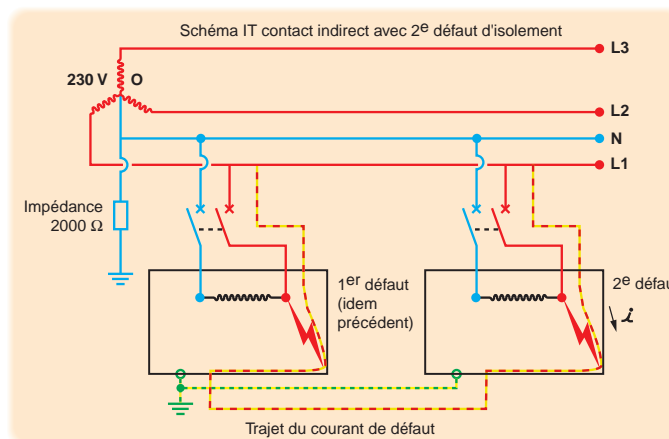 Schéma IT contact indirect avec 2e défaut d'isolement
L3
230 V O
L2
N
L1
Impédance
2000 Ω
1er défaut
(idem
précédent)
2e défau
i
Trajet du courant de défaut